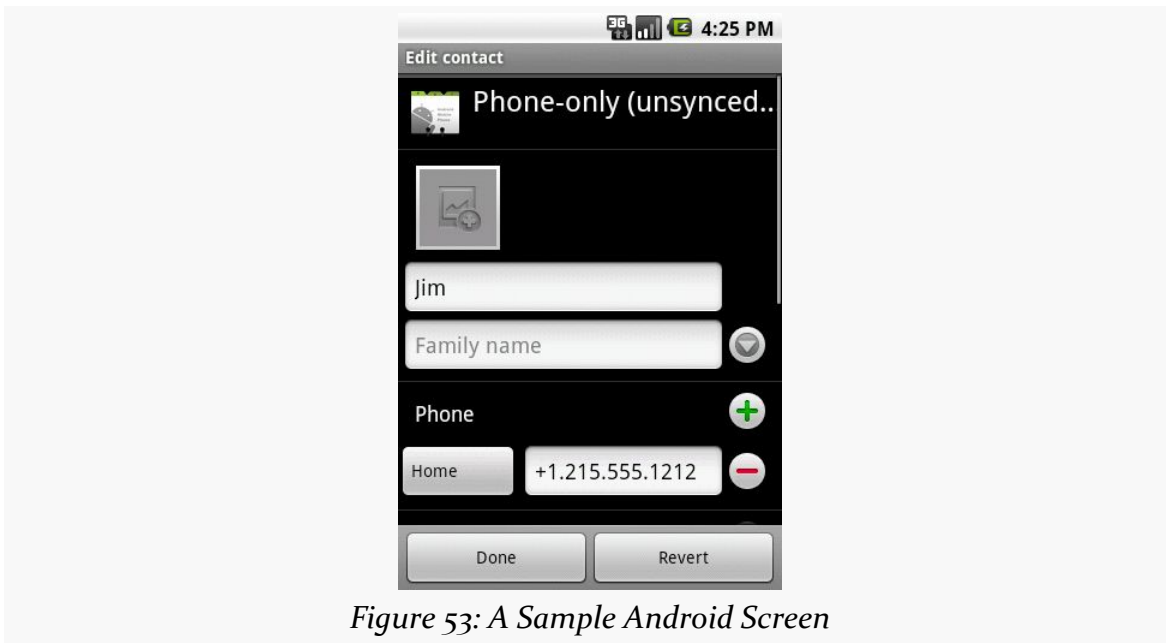 3G 4:25 PM
Edit contact
Phone-only (unsynced..
Jim
Family name
Phone
Home +1.215.555.1212
Done Revert
Figure 53: A Sample Android Screen